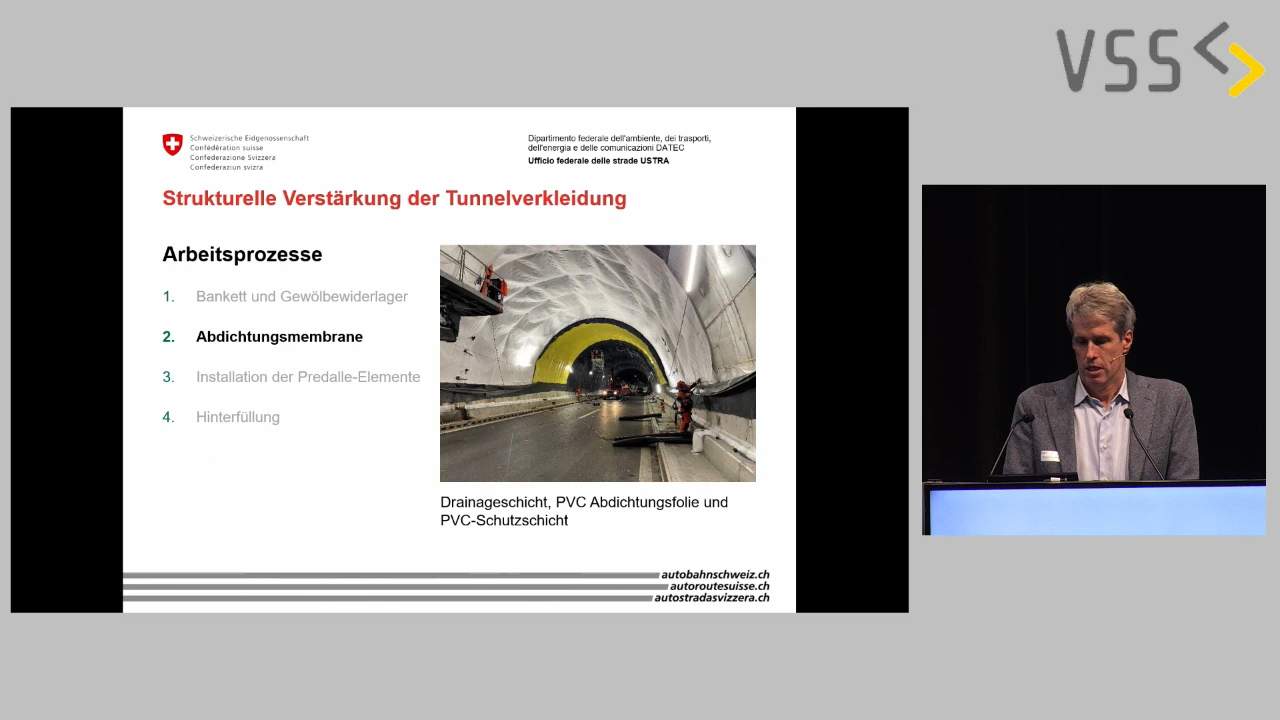 VSS
Schweizerische Eidgenossenschaft
Confédération suisse
Confederazione Svizzera
Confederaziun svizra
Dipartimento federale dell'ambiente, dei trasporti,
dell'energia e delle comunicazioni DATEC
Ufficio federale delle strade USTRA
Strukturelle Verstärkung der Tunnelverkleidung
Arbeitsprozesse
1. Bankett und Gewölbewiderlager
2. Abdichtungsmembrane
3. Installation der Predalle-Elemente
4. Hinterfüllung
Drainageschicht, PVC Abdichtungsfolie und
PVC-Schutzschicht
autobahnschweiz.ch
autoroutesuisse.ch
autostradasvizzera.ch